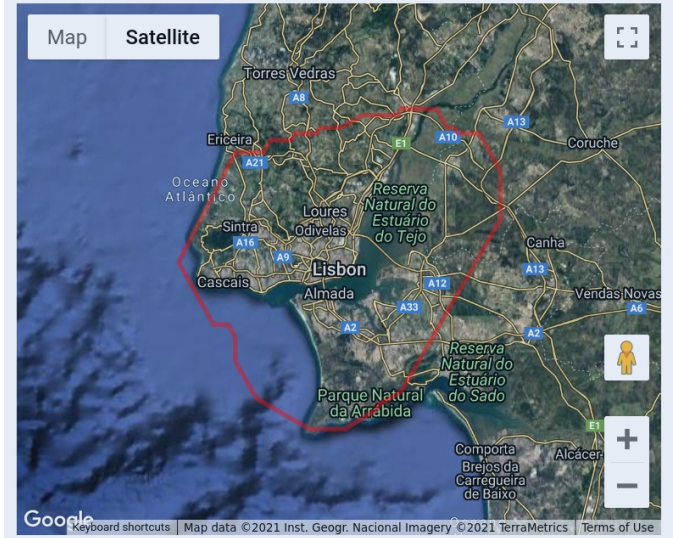 Map
Satellite
Torres Vedras
A8
A13
A10
E1
Ericeira
Coruche
A21
Oceano
Atlântico
Reserva
Natural do
Estuário
do Tejo
Loures
Sintra
Odivelas
A16
Canha
A9
Lisbon
A13
Cascais
A12
Almada
Vendas Novas
A33
A6
A2
A2
Reserva
Natural do
Estuário
do Sado
Parque Natural
da Arrábida
E1
Comporta
Alcácer
Brejos da
Carregueira
de Baixo
+
−
Google
Keyboard shortcuts
Map data ©2021 Inst. Geogr. Nacional Imagery ©2021 TerraMetrics
Terms of Use